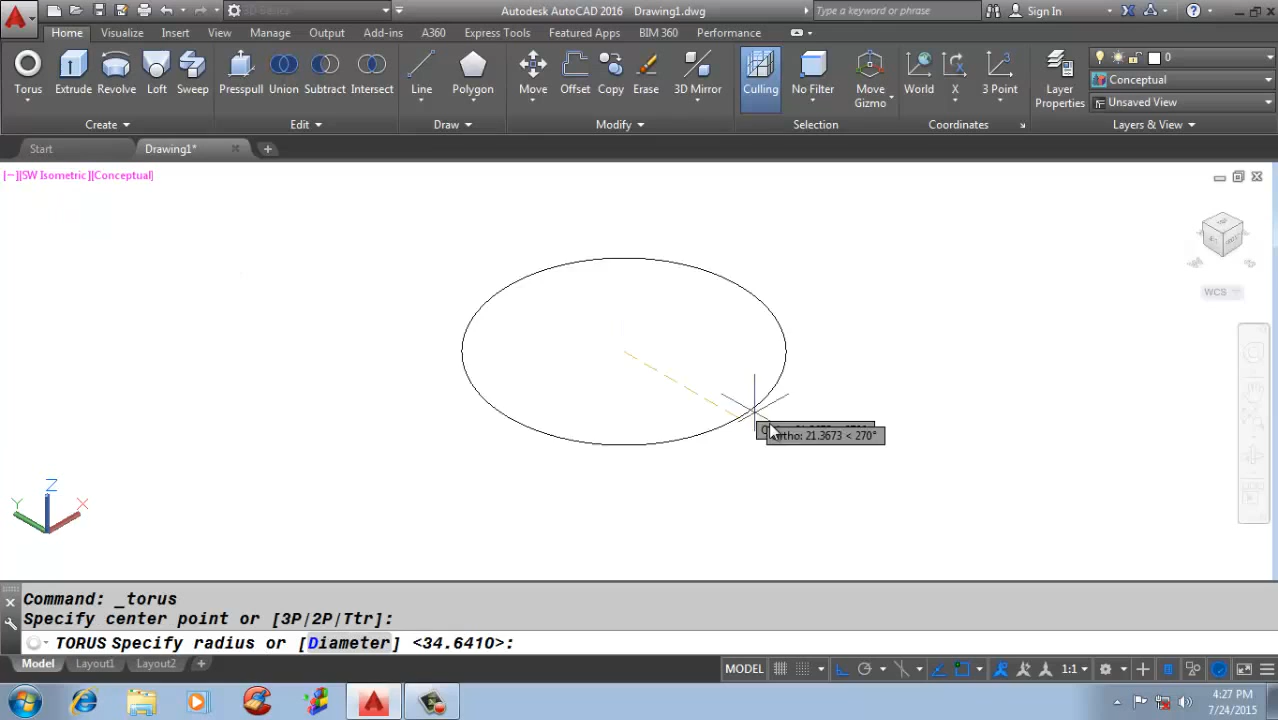 3D Basics
Autodesk AutoCAD 2016 Drawing1.dwg
Type a keyword or phrase
Sign In
Home Visualize Insert View Manage Output Add-ins A360 Express Tools Featured Apps BIM 360 Performance
Torus Extrude Revolve Loft Sweep Presspull Union Subtract Intersect Line Polygon Move Offset Copy Erase 3D Mirror Culling No Filter Move Gizmo World X 3 Point Layer Properties
0
Conceptual
Unsaved View
Create Edit Draw Modify Selection Coordinates Layers & View
Start Drawing1*
[−][SW Isometric][Conceptual]
TOP
WCS
Ortho: 21.3673 < 270°
Z
Y X
Command: _torus
Specify center point or [3P/2P/Ttr]:
TORUS Specify radius or [Diameter] <34.6410>:
Model Layout1 Layout2 +
MODEL 1:1
4:27 PM
7/24/2015